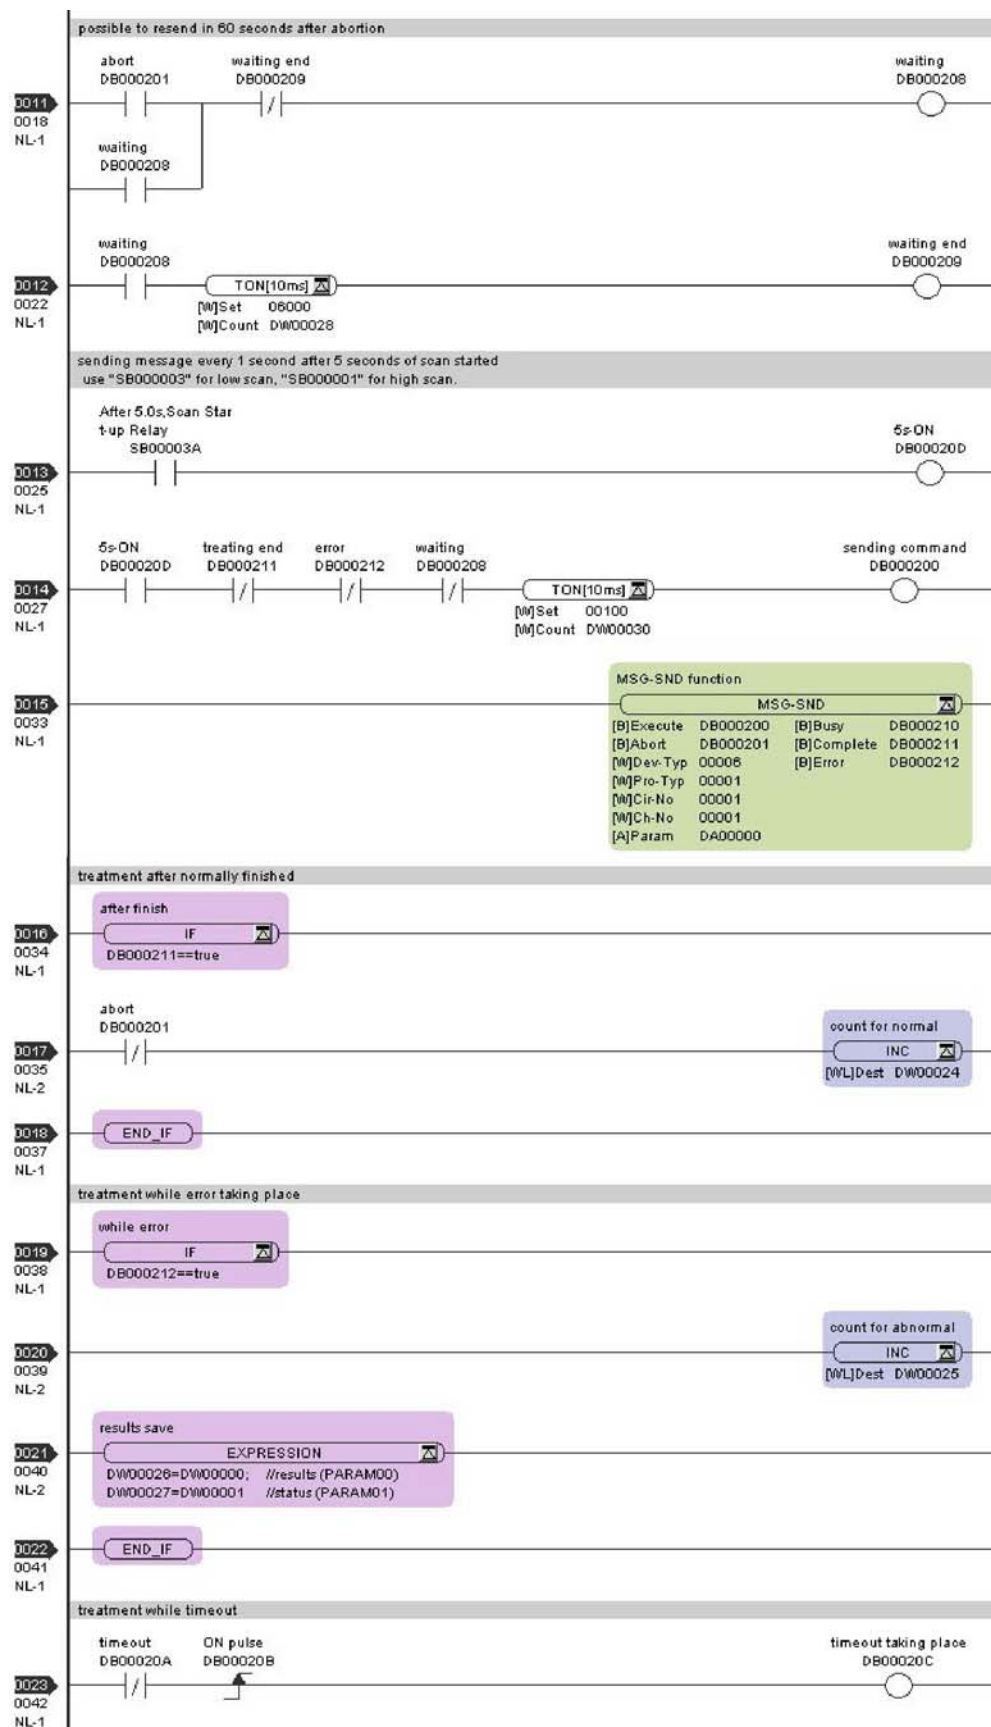 possible to resend in 60 seconds after abortion
abort waiting end waiting
DB000201 DB000209 DB000208
0011
0018
NL-1
waiting
DB000208
waiting waiting end
DB000208 DB000209
0012 TON[10ms]
0022 [W]Set 06000
NL-1 [W]Count DW00028
sending message every 1 second after 5 seconds of scan started
use "SB000003" for low scan, "SB000001" for high scan.
After 5.0s,Scan Star
t-up Relay 5s-ON
SB00003A DB00020D
0013
0025
NL-1
5s-ON treating end error waiting sending command
DB00020D DB000211 DB000212 DB000208 DB000200
0014 TON[10ms]
0027 [W]Set 00100
NL-1 [W]Count DW00030
MSG-SND function
0015 MSG-SND
0033 [B]Execute DB000200 [B]Busy DB000210
NL-1 [B]Abort DB000201 [B]Complete DB000211
[W]Dev-Typ 00006 [B]Error DB000212
[W]Pro-Typ 00001
[W]Cir-No 00001
[W]Ch-No 00001
[A]Param DA00000
treatment after normally finished
after finish
0016 IF
0034 DB000211==true
NL-1
abort
DB000201 count for normal
0017 INC
0035 [WL]Dest DW00024
NL-2
0018 END_IF
0037
NL-1
treatment while error taking place
while error
0019 IF
0038 DB000212==true
NL-1
count for abnormal
0020 INC
0039 [WL]Dest DW00025
NL-2
results save
0021 EXPRESSION
0040 DW00026=DW00000; //results (PARAM00)
NL-2 DW00027=DW00001 //status (PARAM01)
0022 END_IF
0041
NL-1
treatment while timeout
timeout ON pulse timeout taking place
DB00020A DB00020B DB00020C
0023
0042
NL-1